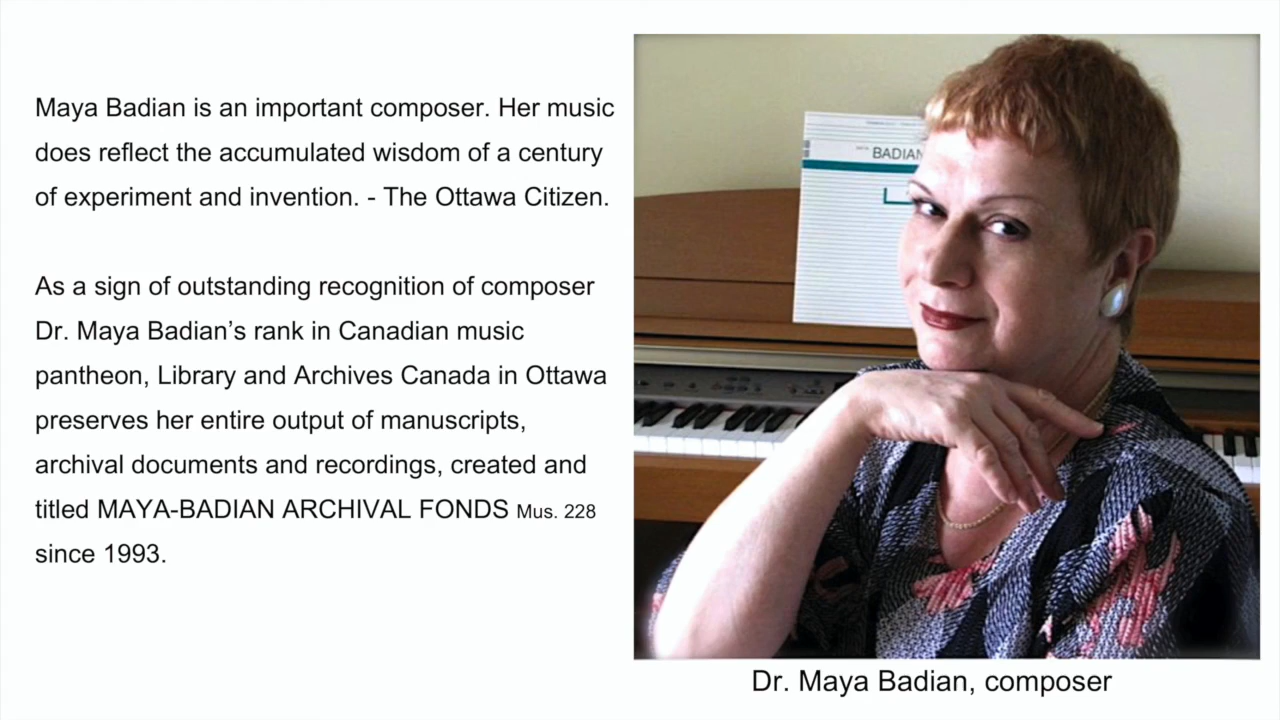 Maya Badian is an important composer. Her music
does reflect the accumulated wisdom of a century
of experiment and invention. - The Ottawa Citizen.
As a sign of outstanding recognition of composer
Dr. Maya Badian’s rank in Canadian music
pantheon, Library and Archives Canada in Ottawa
preserves her entire output of manuscripts,
archival documents and recordings, created and
titled MAYA-BADIAN ARCHIVAL FONDS Mus. 228
since 1993.
BADIAN
Dr. Maya Badian, composer